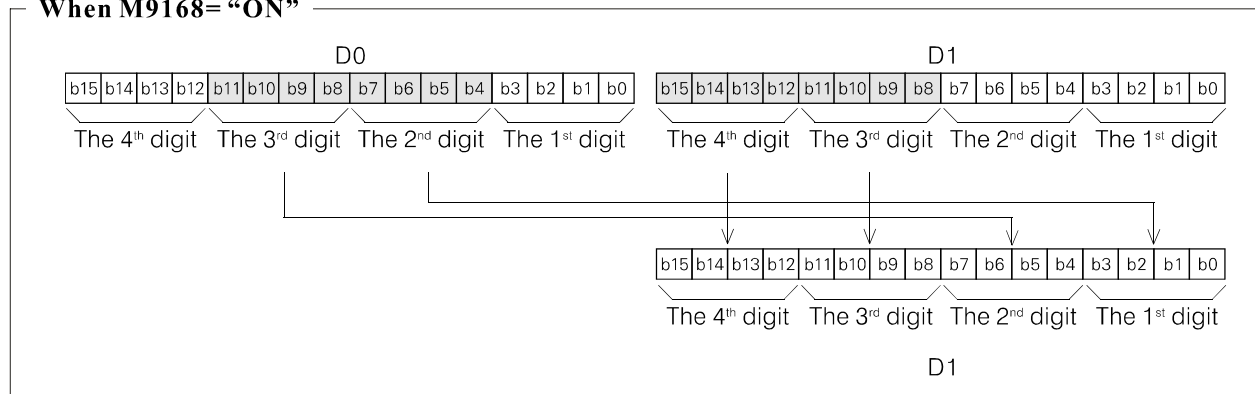 When M9168= “ON”
D0
D1
b15 b14 b13 b12 b11 b10 b9 b8 b7 b6 b5 b4 b3 b2 b1 b0
b15 b14 b13 b12 b11 b10 b9 b8 b7 b6 b5 b4 b3 b2 b1 b0
The 4th digit The 3rd digit The 2nd digit The 1st digit
The 4th digit The 3rd digit The 2nd digit The 1st digit
b15 b14 b13 b12 b11 b10 b9 b8 b7 b6 b5 b4 b3 b2 b1 b0
The 4th digit The 3rd digit The 2nd digit The 1st digit
D1